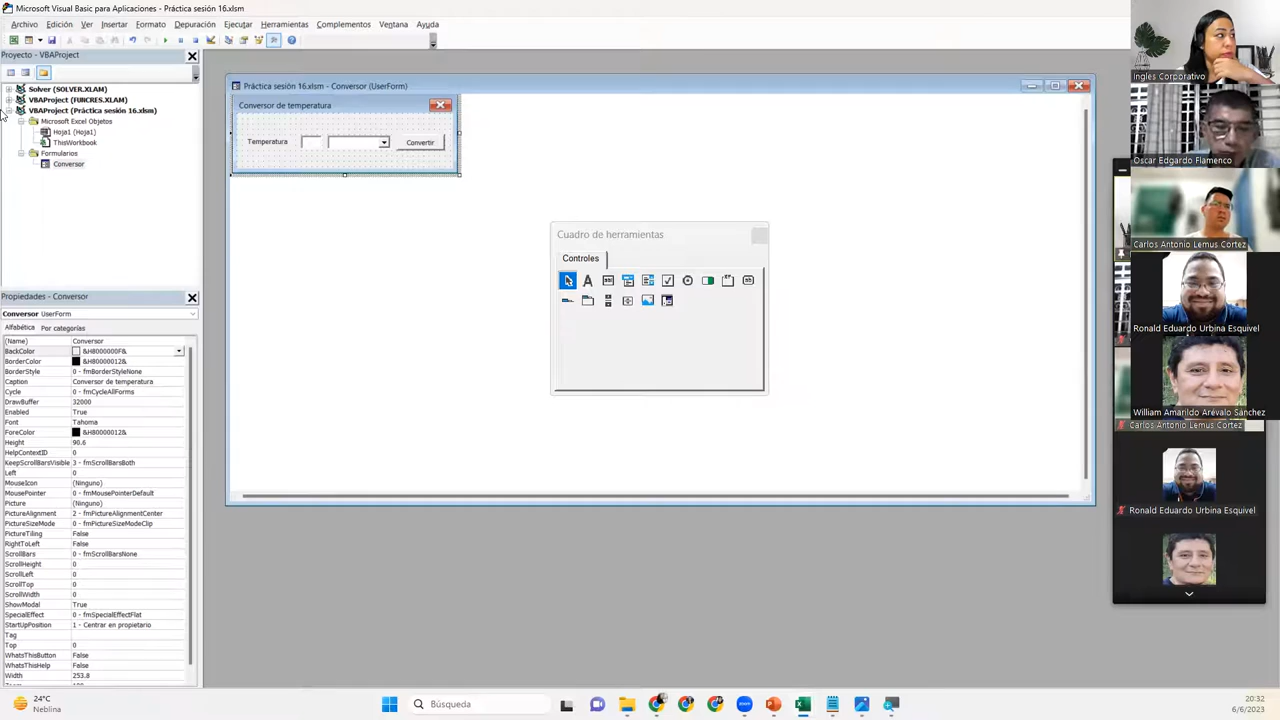 Microsoft Visual Basic para Aplicaciones - Práctica sesión 16.xlsm
Archivo Edición Ver Insertar Formato Depuración Ejecutar Herramientas Complementos Ventana Ayuda
Proyecto - VBAProject
Solver (SOLVER.XLAM)
VBAProject (FUNCRES.XLAM)
VBAProject (Práctica sesión 16.xlsm)
Microsoft Excel Objetos
Hoja1 (Hoja1)
ThisWorkbook
Formularios
Conversor
Propiedades - Conversor
Conversor UserForm
Alfabética Por categorías
(Name) Conversor
BackColor &H8000000F&
BorderColor &H80000012&
BorderStyle 0 - fmBorderStyleNone
Caption Conversor de temperatura
Cycle 0 - fmCycleAllForms
DrawBuffer 32000
Enabled True
Font Tahoma
ForeColor &H80000012&
Height 90.6
HelpContextID 0
KeepScrollBarsVisible 3 - fmScrollBarsBoth
Left 0
MouseIcon (Ninguno)
MousePointer 0 - fmMousePointerDefault
Picture (Ninguno)
PictureAlignment 2 - fmPictureAlignmentCenter
PictureSizeMode 0 - fmPictureSizeModeClip
PictureTiling False
RightToLeft False
ScrollBars 0 - fmScrollBarsNone
ScrollHeight 0
ScrollLeft 0
ScrollTop 0
ScrollWidth 0
ShowModal True
SpecialEffect 0 - fmSpecialEffectFlat
StartUpPosition 1 - Centrar en propietario
Tag
Top 0
WhatsThisButton False
WhatsThisHelp False
Width 253.8
Práctica sesión 16.xlsm - Conversor (UserForm)
Conversor de temperatura
Temperatura
Convertir
Cuadro de herramientas
Controles
Ingles Corporativo
Oscar Edgardo Flamenco
Carlos Antonio Lemus Cortez
Ronald Eduardo Urbina Esquivel
William Amarildo Arévalo Sánchez
Carlos Antonio Lemus Cortez
Ronald Eduardo Urbina Esquivel
24°C
Neblina
Búsqueda
20:32
6/6/2023